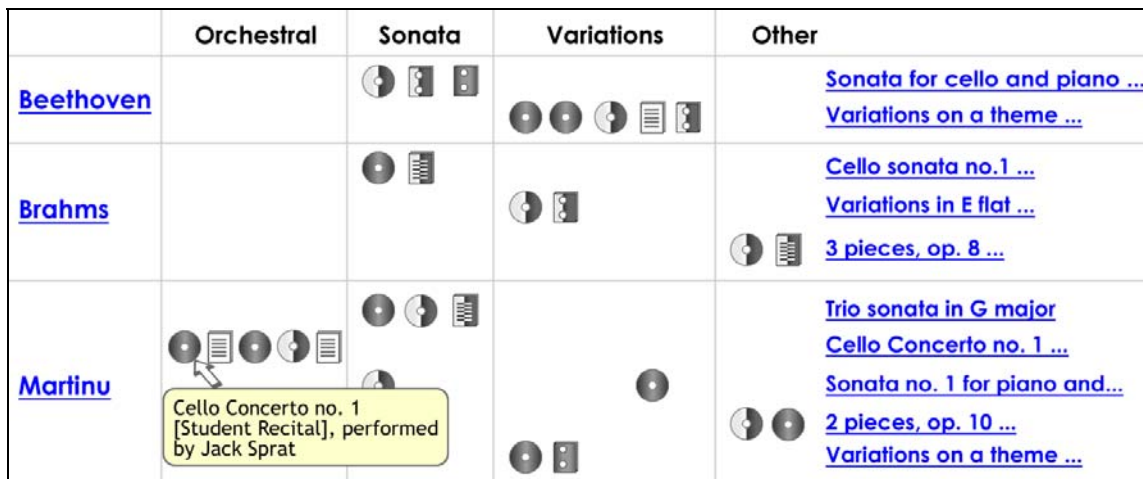 Orchestral Sonata Variations Other
Beethoven
Sonata for cello and piano ...
Variations on a theme ...
Brahms
Cello sonata no.1 ...
Variations in E flat ...
3 pieces, op. 8 ...
Martinu
Trio sonata in G major
Cello Concerto no. 1 ...
Sonata no. 1 for piano and...
2 pieces, op. 10 ...
Variations on a theme ...
Cello Concerto no. 1
[Student Recital], performed
by Jack Sprat